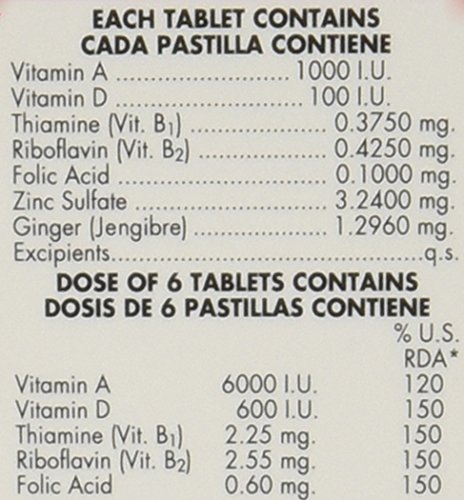 EACH TABLET CONTAINS
CADA PASTILLA CONTIENE
Vitamin A ........................ 1000 I.U.
Vitamin D .......................... 100 I.U.
Thiamine (Vit. B₁) .................... 0.3750 mg.
Riboflavin (Vit. B₂) ................... 0.4250 mg.
Folic Acid ................................ 0.1000 mg.
Zinc Sulfate ............................. 3.2400 mg.
Ginger (Jengibre) .................... 1.2960 mg.
Excipients...............................................q.s.
DOSE OF 6 TABLETS CONTAINS
DOSIS DE 6 PASTILLAS CONTIENE
% U.S.
RDA*
Vitamin A 6000 I.U. 120
Vitamin D 600 I.U. 150
Thiamine (Vit. B₁) 2.25 mg. 150
Riboflavin (Vit. B₂) 2.55 mg. 150
Folic Acid 0.60 mg. 150